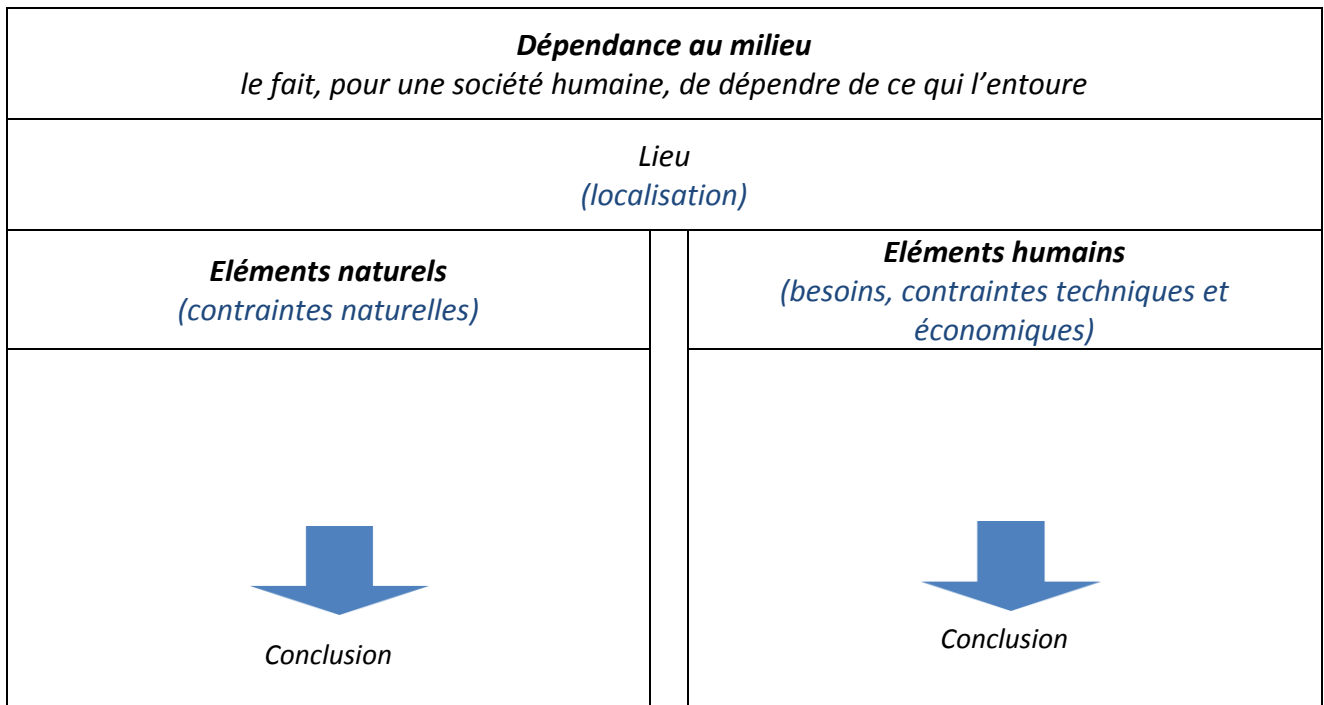 Dépendance au milieu
le fait, pour une société humaine, de dépendre de ce qui l’entoure
Lieu
(localisation)
Eléments naturels
(contraintes naturelles)
Eléments humains
(besoins, contraintes techniques et
économiques)
Conclusion
Conclusion